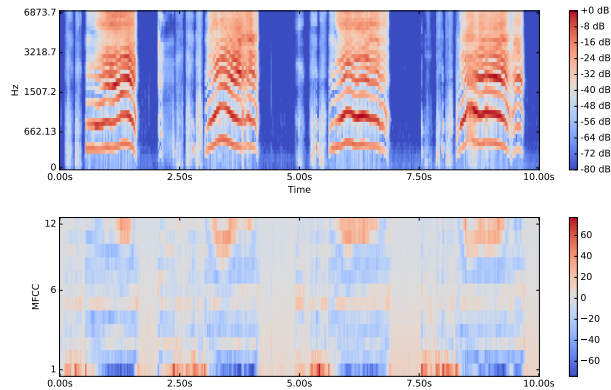 6873.7
3218.7
1507.2
662.13
0
Hz
0.00s 2.50s 5.00s 7.50s 10.00s
Time
+0 dB
-8 dB
-16 dB
-24 dB
-32 dB
-40 dB
-48 dB
-56 dB
-64 dB
-72 dB
-80 dB
12
6
1
MFCC
0.00s 2.50s 5.00s 7.50s 10.00s
60
40
20
0
−20
−40
−60